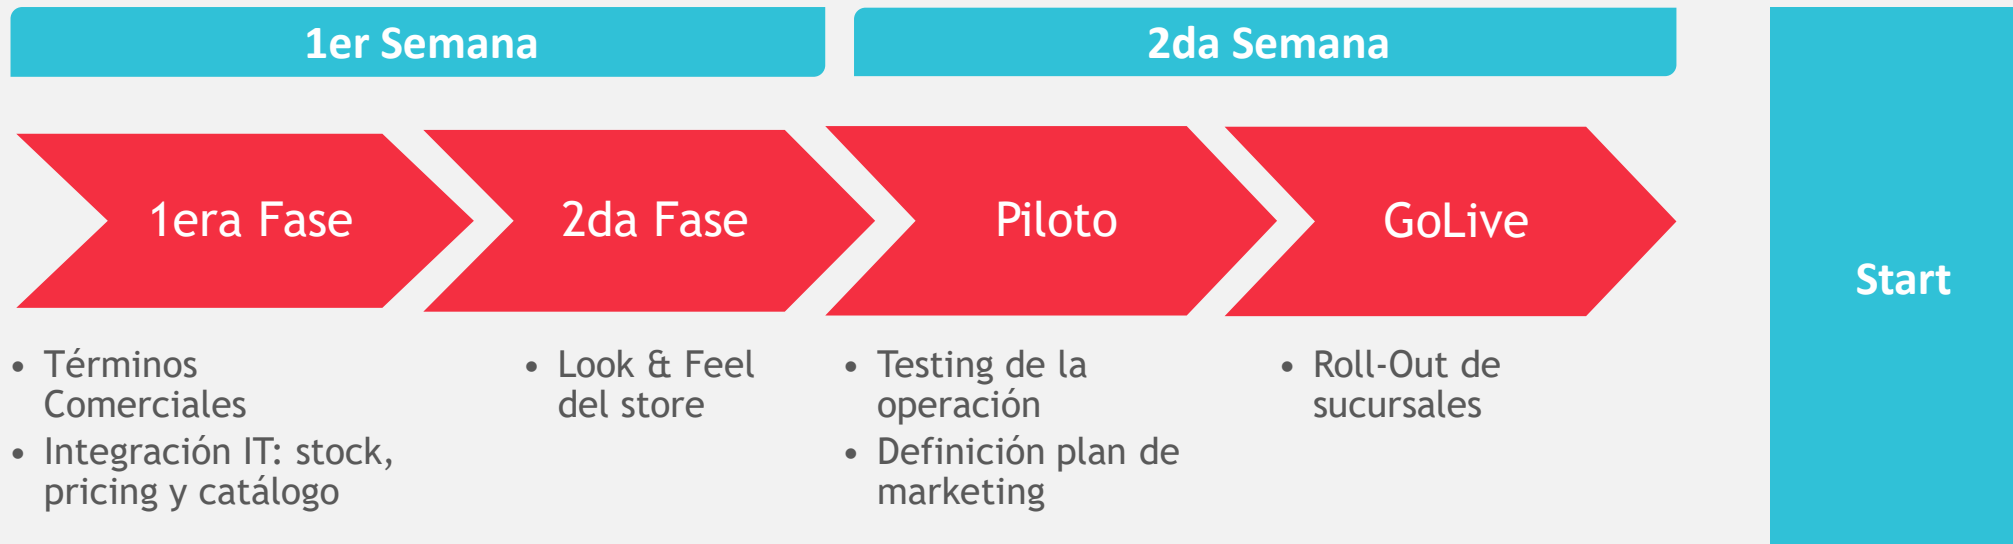 1er Semana
2da Semana
1era Fase
2da Fase
Piloto
GoLive
Start
• Términos
Comerciales
• Integración IT: stock,
pricing y catálogo
• Look & Feel
del store
• Testing de la
operación
• Definición plan de
marketing
• Roll-Out de
sucursales